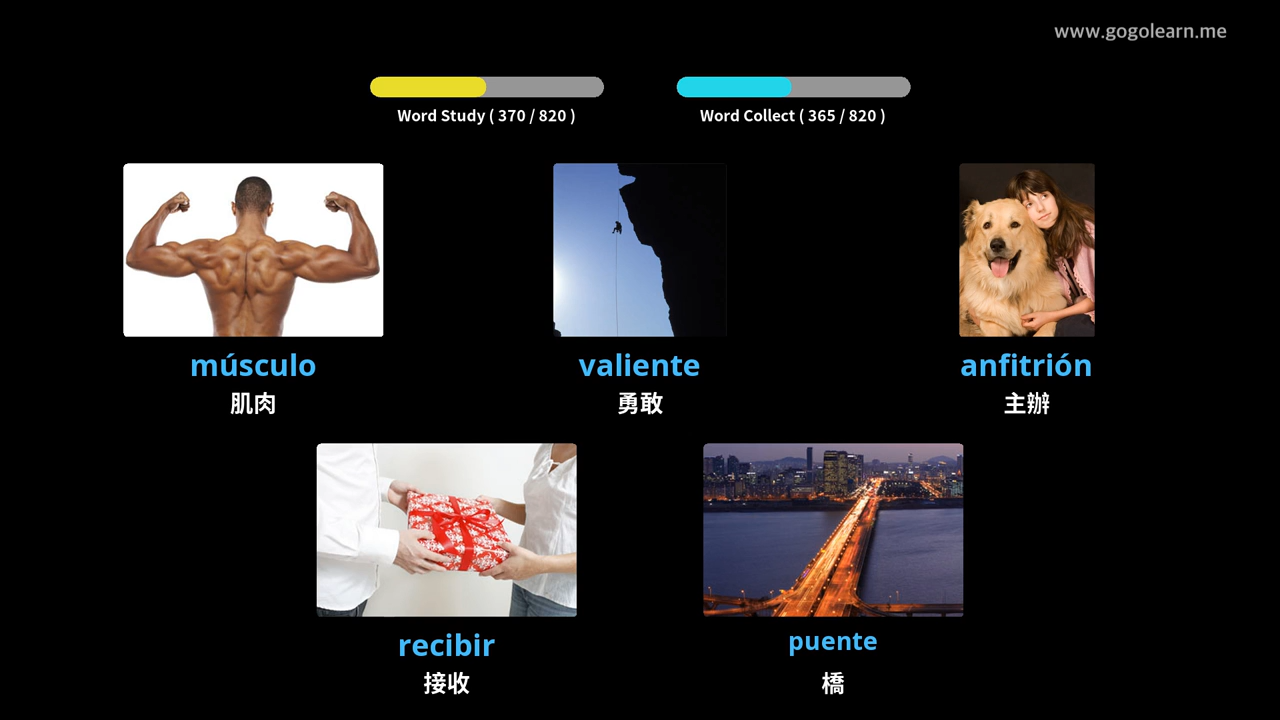 www.gogolearn.me
Word Study ( 370 / 820 )
Word Collect ( 365 / 820 )
músculo
肌肉
valiente
勇敢
anfitrión
主辦
recibir
接收
puente
橋